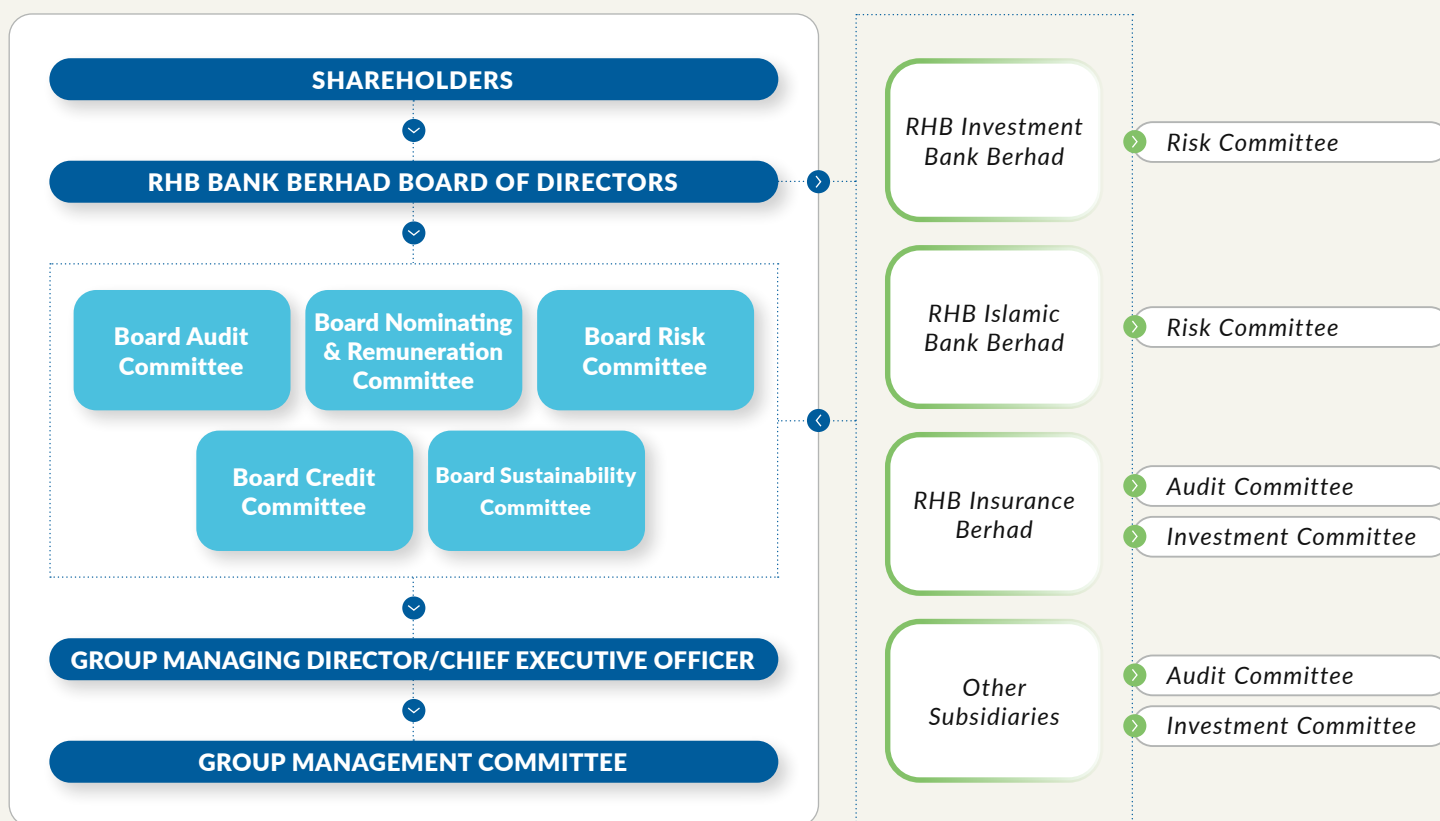 SHAREHOLDERS
RHB BANK BERHAD BOARD OF DIRECTORS
Board Audit
Committee
Board Nominating
& Remuneration
Committee
Board Risk
Committee
Board Credit
Committee
Board Sustainability
Committee
GROUP MANAGING DIRECTOR/CHIEF EXECUTIVE OFFICER
GROUP MANAGEMENT COMMITTEE
RHB Investment
Bank Berhad
Risk Committee
RHB Islamic
Bank Berhad
Risk Committee
RHB Insurance
Berhad
Audit Committee
Investment Committee
Other
Subsidiaries
Audit Committee
Investment Committee